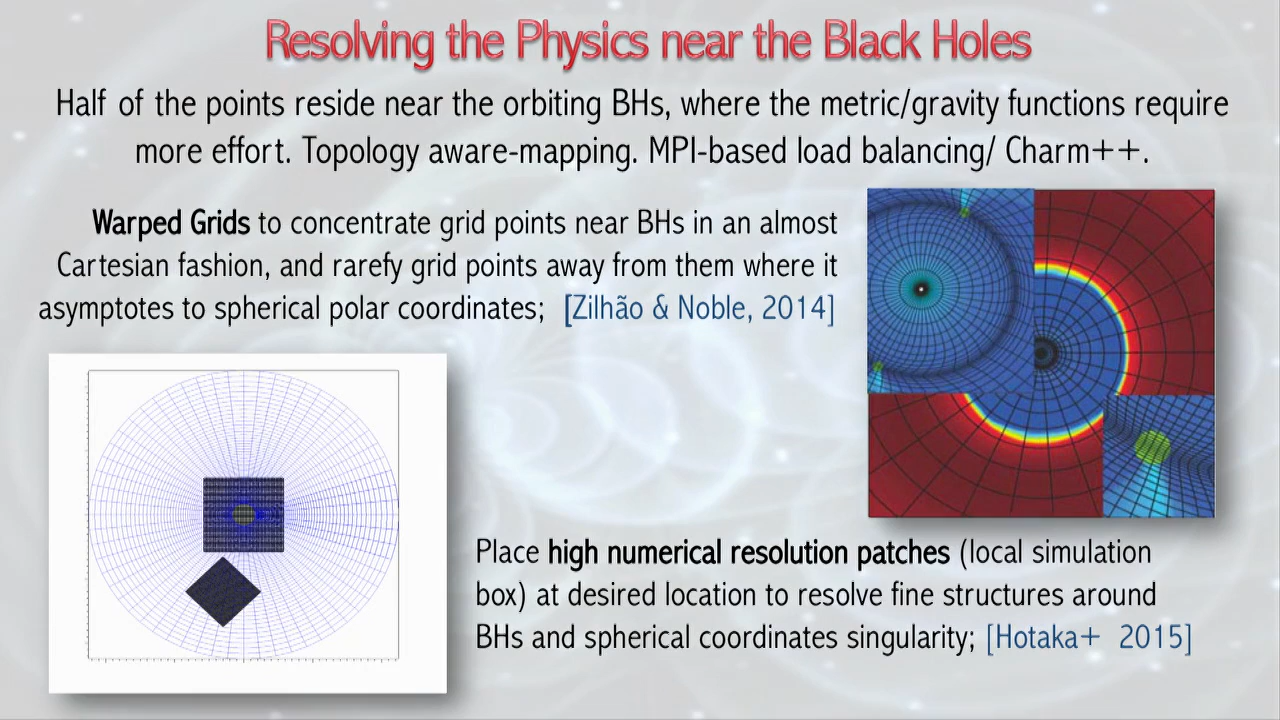 Resolving the Physics near the Black Holes
Half of the points reside near the orbiting BHs, where the metric/gravity functions require
more effort. Topology aware-mapping. MPI-based load balancing/ Charm++.
Warped Grids to concentrate grid points near BHs in an almost
Cartesian fashion, and rarefy grid points away from them where it
asymptotes to spherical polar coordinates; [Zilhão & Noble, 2014]
Place high numerical resolution patches (local simulation
box) at desired location to resolve fine structures around
BHs and spherical coordinates singularity; [Hotaka+ 2015]